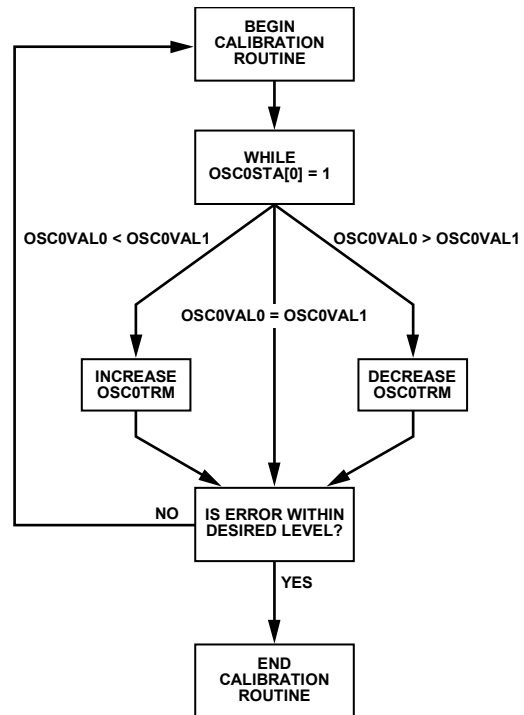 BEGIN
CALIBRATION
ROUTINE
WHILE
OSC0STA[0] = 1
OSC0VAL0 < OSC0VAL1
OSC0VAL0 > OSC0VAL1
OSC0VAL0 = OSC0VAL1
INCREASE
OSC0TRM
DECREASE
OSC0TRM
NO
IS ERROR WITHIN
DESIRED LEVEL?
YES
END
CALIBRATION
ROUTINE